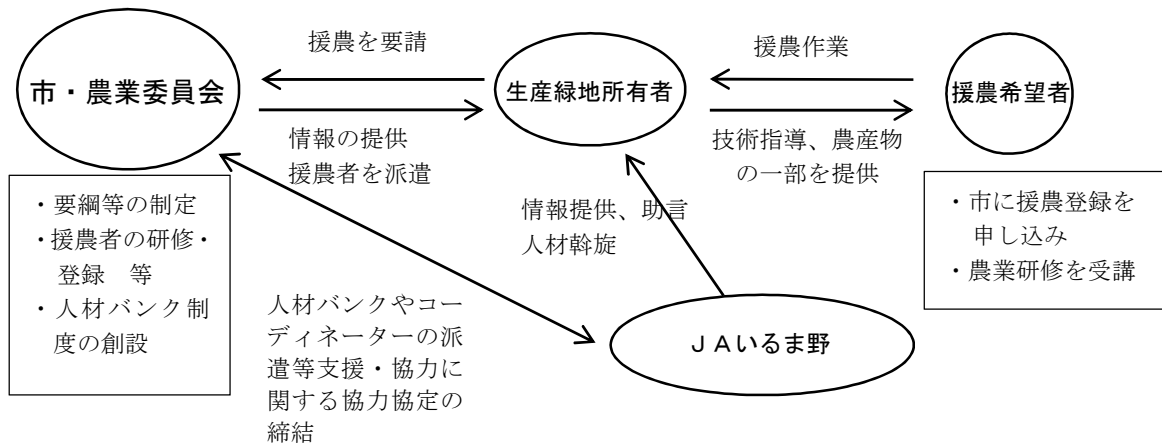 援農を要請
援農作業
市・農業委員会
生産緑地所有者
援農希望者
情報の提供
援農者を派遣
技術指導、農産物
の一部を提供
・要綱等の制定
・援農者の研修・
登録　等
・人材バンク制
度の創設
情報提供、助言
人材斡旋
・市に援農登録を
申し込み
・農業研修を受講
人材バンクやコー
ディネーターの派
遣等支援・協力に
関する協力協定の
締結
ＪＡいるま野